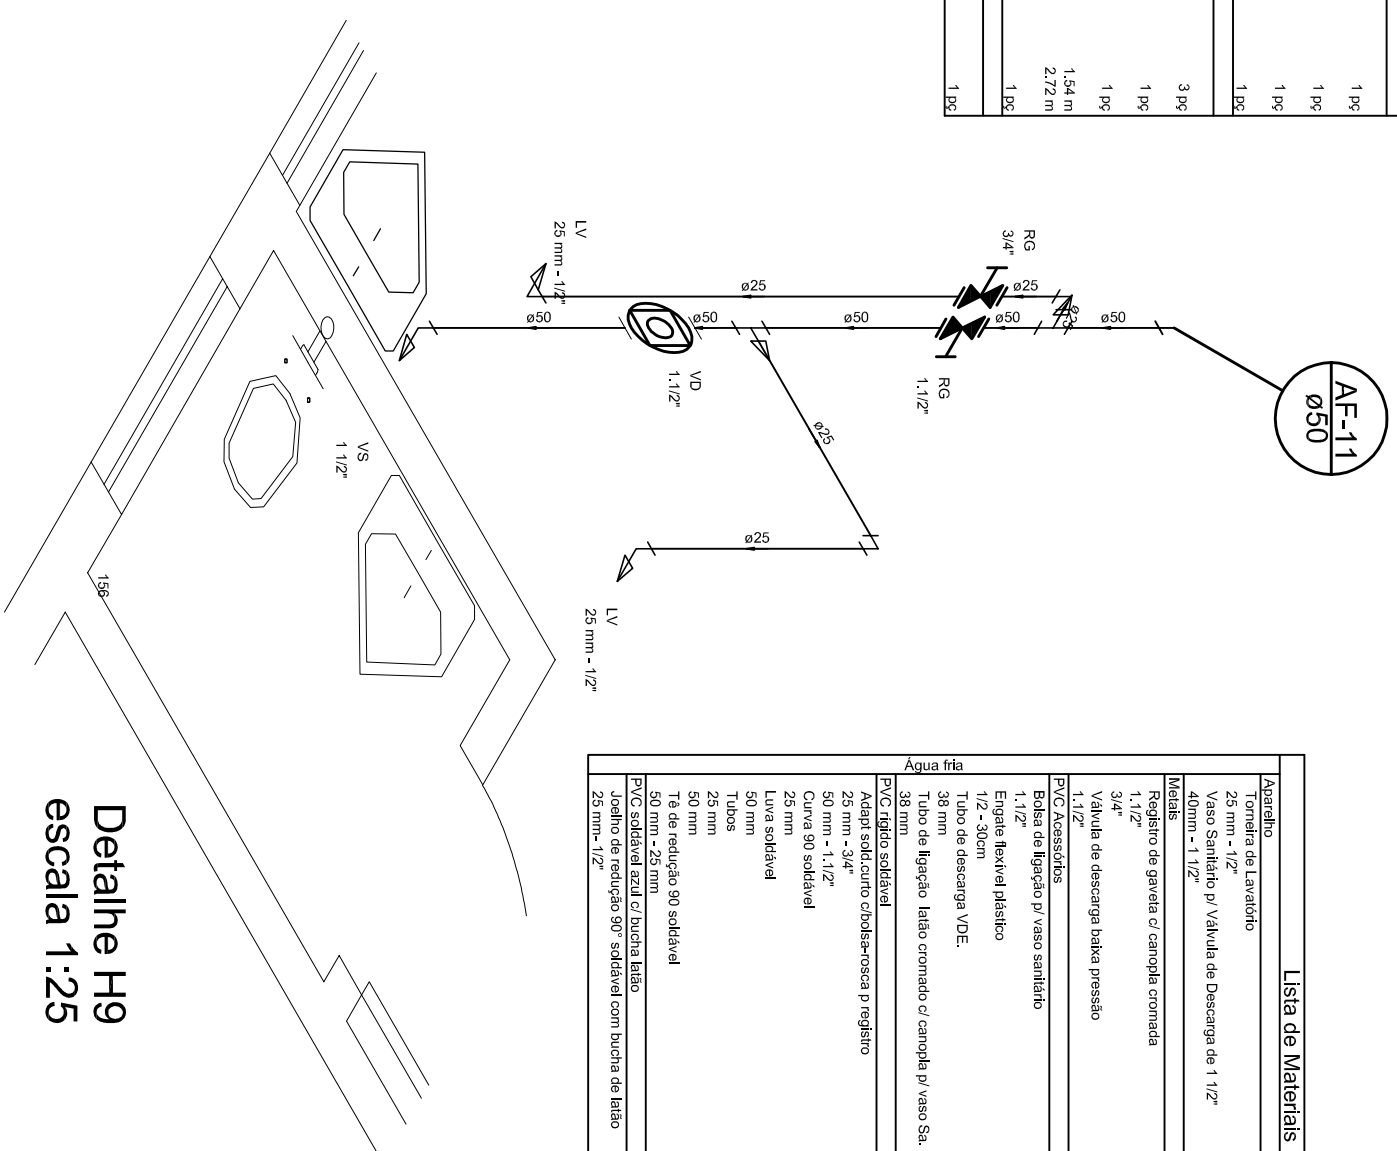 1 pç
1 pç
1 pç
1 pç
3 pç
1 pç
1 pç
1.54 m
2.72 m
1 pç
1 pç
AF-11
ø50
RG
3/4"
RG
1.1/2"
ø25
ø50
ø50
ø50
ø25
ø50
ø50
ø25
ø25
LV
25 mm - 1/2"
VD
1.1/2"
VS
1 1/2"
LV
25 mm - 1/2"
156
Lista de Materiais
Água fria
Aparelho
Torneira de Lavatório
25 mm - 1/2"
Vaso Sanitário p/ Válvula de Descarga de 1 1/2"
40mm - 1 1/2"
Metais
Registro de gaveta c/ canopla cromada
1.1/2"
3/4"
Válvula de descarga baixa pressão
1.1/2"
PVC Acessórios
Bolsa de ligação p/ vaso sanitário
1.1/2"
Engate flexível plástico
1/2 - 30cm
Tubo de descarga VDE.
38 mm
Tubo de ligação latão cromado c/ canopla p/ vaso Sa.
38 mm
PVC rígido soldável
Adapt sold.curto c/bolsa-rosca p registro
25 mm - 3/4"
50 mm - 1.1/2"
Curva 90 soldável
25 mm
Luva soldável
50 mm
Tubos
25 mm
50 mm
Tê de redução 90 soldável
50 mm - 25 mm
PVC soldável azul c/ bucha latão
Joelho de redução 90° soldável com bucha de latão
25 mm- 1/2"
Detalhe H9
escala 1:25